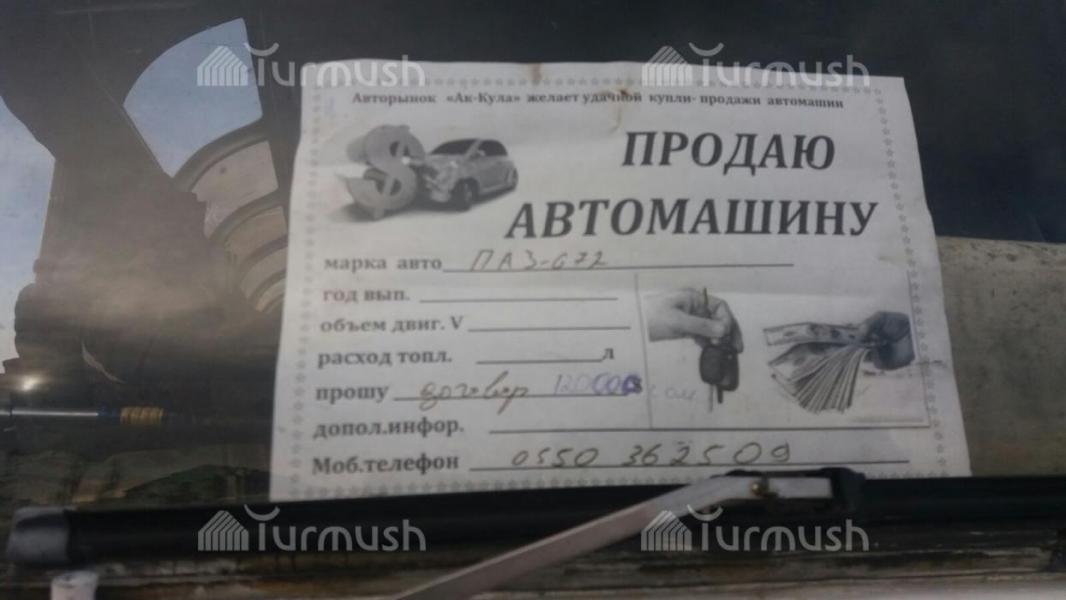 Turmush Turmush
Авторынок «Ак-Кула» желает удачной купли- продажи автомашин
ПРОДАЮ
АВТОМАШИНУ
марка авто ПАЗ-672
год вып.
объем двиг. V
расход топл. л
прошу договор 120000 сом
допол.инфор.
Моб.телефон 0550 362509
Turmush Turmush